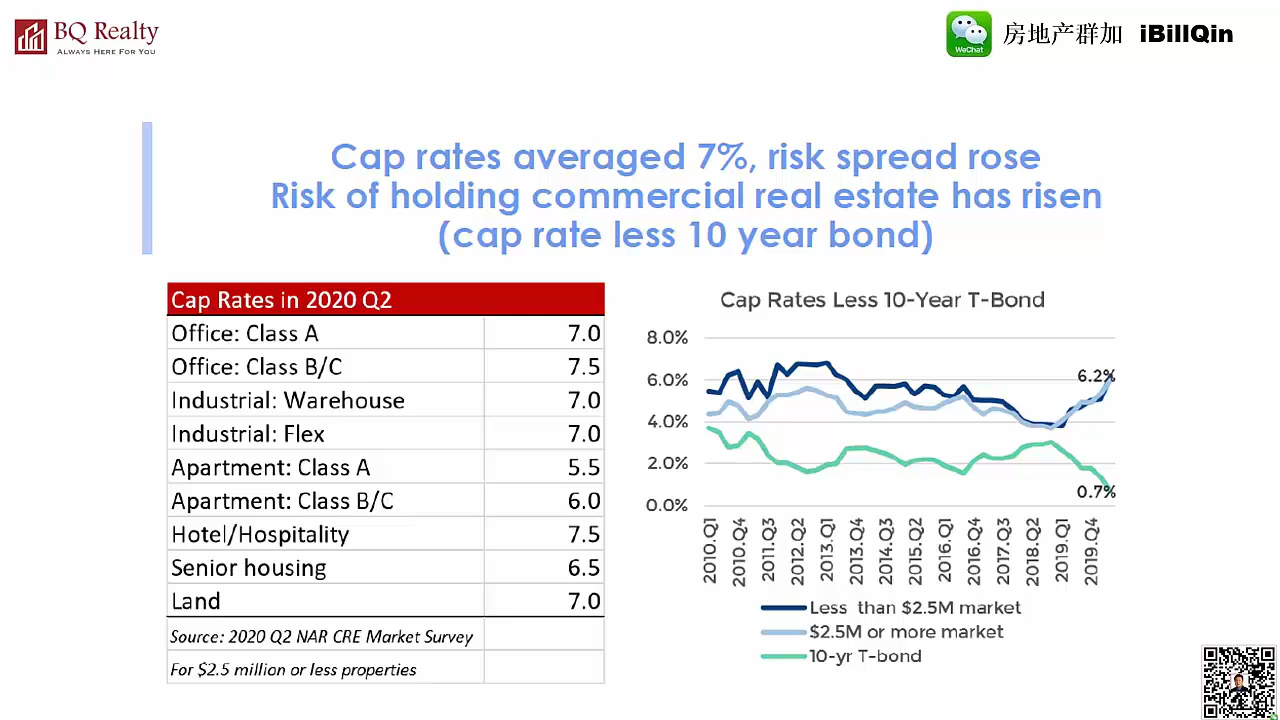 BQ Realty
ALWAYS HERE FOR YOU
WeChat
房地产群加 iBillQin
Cap rates averaged 7%, risk spread rose
Risk of holding commercial real estate has risen
(cap rate less 10 year bond)
Cap Rates in 2020 Q2
Office: Class A 7.0
Office: Class B/C 7.5
Industrial: Warehouse 7.0
Industrial: Flex 7.0
Apartment: Class A 5.5
Apartment: Class B/C 6.0
Hotel/Hospitality 7.5
Senior housing 6.5
Land 7.0
Source: 2020 Q2 NAR CRE Market Survey
For $2.5 million or less properties
Cap Rates Less 10-Year T-Bond
8.0%
6.0%
4.0%
2.0%
0.0%
6.2%
0.7%
2010.Q1
2010.Q4
2011.Q3
2012.Q2
2013.Q1
2013.Q4
2014.Q3
2015.Q2
2016.Q1
2016.Q4
2017.Q3
2018.Q2
2019.Q1
2019.Q4
Less than $2.5M market
$2.5M or more market
10-yr T-bond